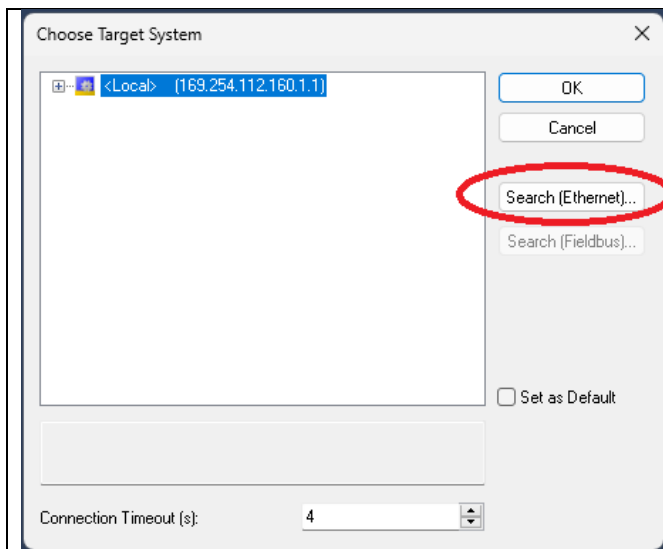 Choose Target System
<Local> (169.254.112.160.1.1)
OK
Cancel
Search (Ethernet)...
Search (Fieldbus)...
Set as Default
Connection Timeout (s): 4